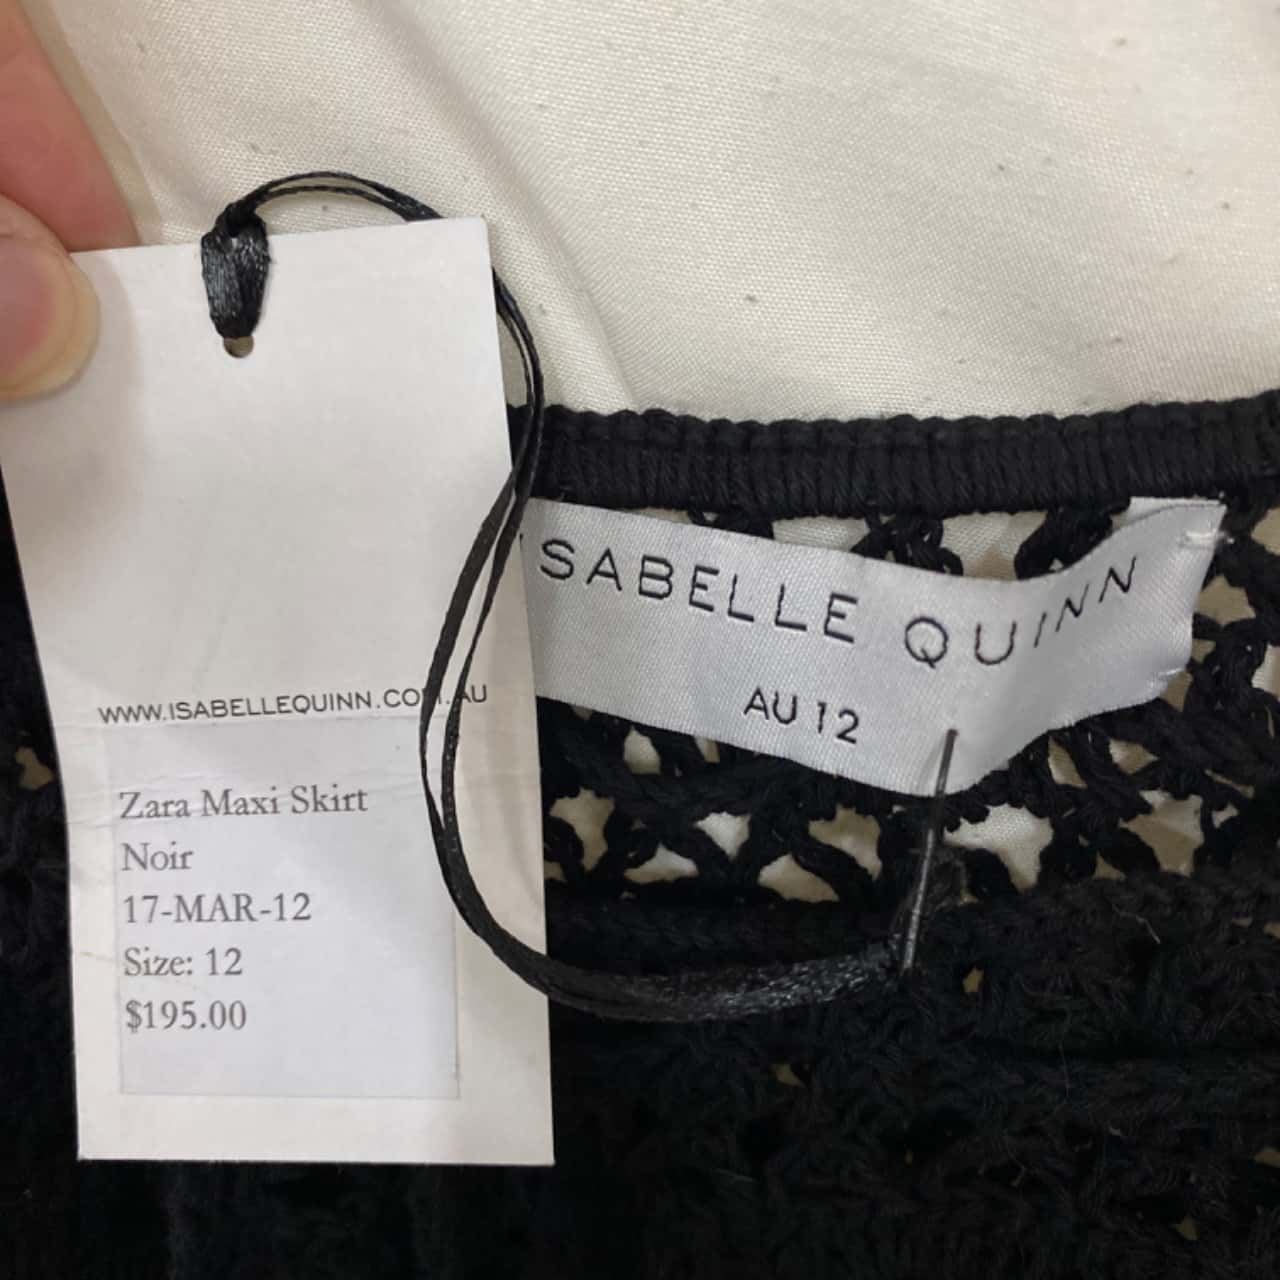 WWW.ISABELLEQUINN.COM.AU
Zara Maxi Skirt
Noir
17-MAR-12
Size: 12
$195.00
ISABELLE QUINN
AU 12